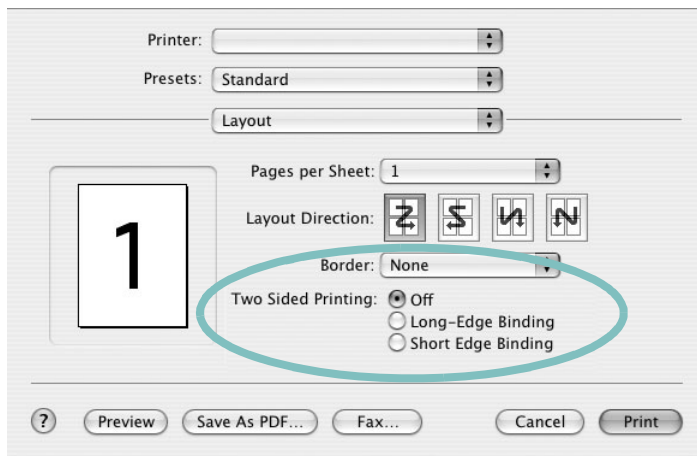 Printer:
Presets: Standard
Layout
Pages per Sheet: 1
Layout Direction:
1
Border: None
Two Sided Printing: Off
Long-Edge Binding
Short Edge Binding
? Preview Save As PDF... Fax... Cancel Print